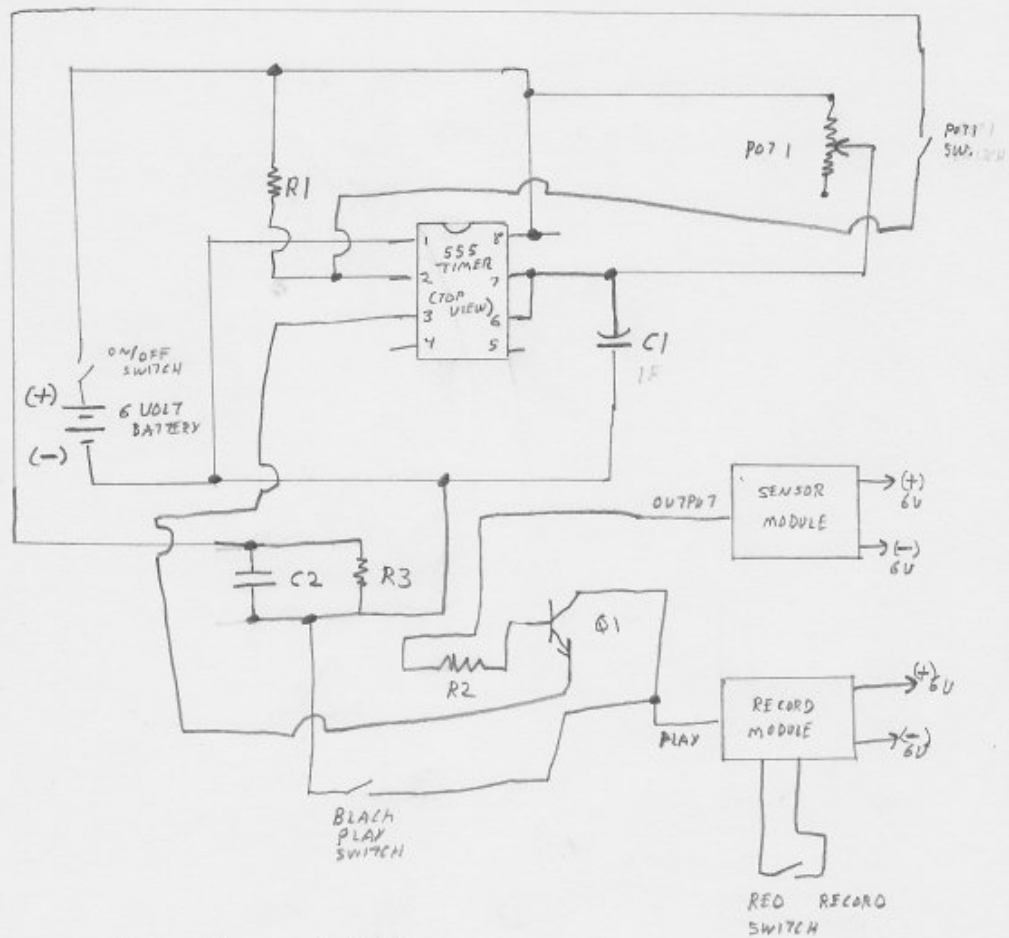 R1
POT 1
POT 1
SW.
1
8
555
TIMER
2
7
(TOP
VIEW)
3
6
4
5
C1
ON/OFF
SWITCH
(+)
6 VOLT
BATTERY
(-)
OUTPUT
SENSOR
MODULE
(+)
6V
(-)
6V
C2
R3
Q1
R2
PLAY
RECORD
MODULE
(+)
6V
(-)
6V
BLACK
PLAY
SWITCH
RED RECORD
SWITCH